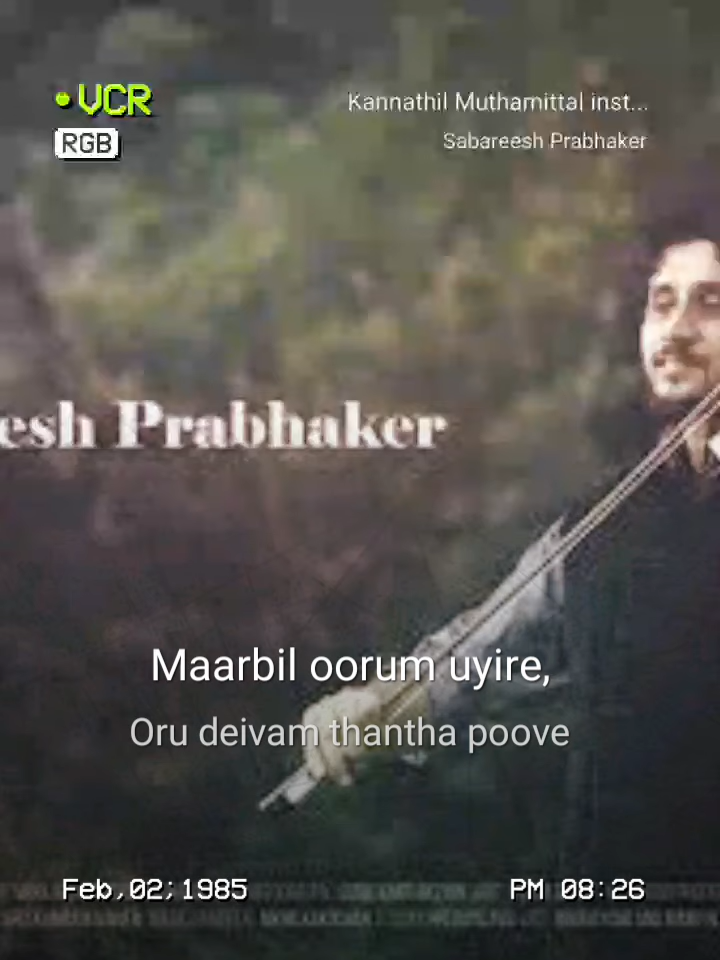 VCR
Kannathil Muthamittal inst...
RGB
Sabareesh Prabhaker
esh Prabhaker
Maarbil oorum uyire,
Oru deivam thantha poove
Feb,02;1985
PM 08:26